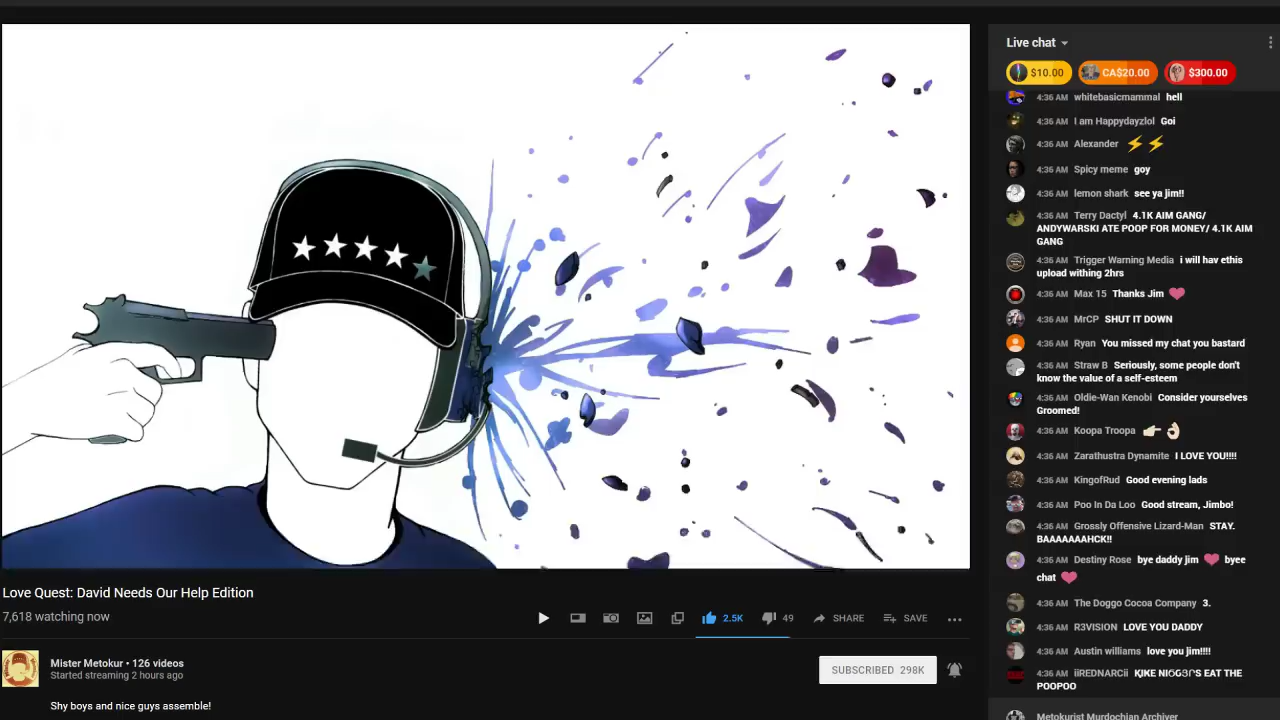 Live chat
$10.00 CA$20.00 $300.00
4:36 AM whitebasicmammal hell
4:36 AM I am Happydayzlol Goi
4:36 AM Alexander ⚡⚡
4:36 AM Spicy meme goy
4:36 AM lemon shark see ya jim!!
4:36 AM Terry Dactyl 4.1K AIM GANG/
ANDYWARSKI ATE POOP FOR MONEY/ 4.1K AIM
GANG
4:36 AM Trigger Warning Media i will hav ethis
upload withing 2hrs
4:36 AM Max 15 Thanks Jim ❤
4:36 AM MrCP SHUT IT DOWN
4:36 AM Ryan You missed my chat you bastard
4:36 AM Straw B Seriously, some people don't
know the value of a self-esteem
4:36 AM Oldie-Wan Kenobi Consider yourselves
Groomed!
4:36 AM Koopa Troopa 👉🏻👌🏻
4:36 AM Zarathustra Dynamite I LOVE YOU!!!!
4:36 AM KingofRud Good evening lads
4:36 AM Poo In Da Loo Good stream, Jimbo!
4:36 AM Grossly Offensive Lizard-Man STAY.
BAAAAAAAHCK!!
4:36 AM Destiny Rose bye daddy jim ❤ byee
chat ❤
4:36 AM The Doggo Cocoa Company 3.
4:36 AM R3VISION LOVE YOU DADDY
4:36 AM Austin williams love you jim!!!!
4:36 AM iiREDNARCii
EAT THE
POOPOO
Metokurist Murdochian Archiver
Love Quest: David Needs Our Help Edition
7,618 watching now
2.5K 49 SHARE SAVE
Mister Metokur • 126 videos
Started streaming 2 hours ago
SUBSCRIBED 298K
Shy boys and nice guys assemble!